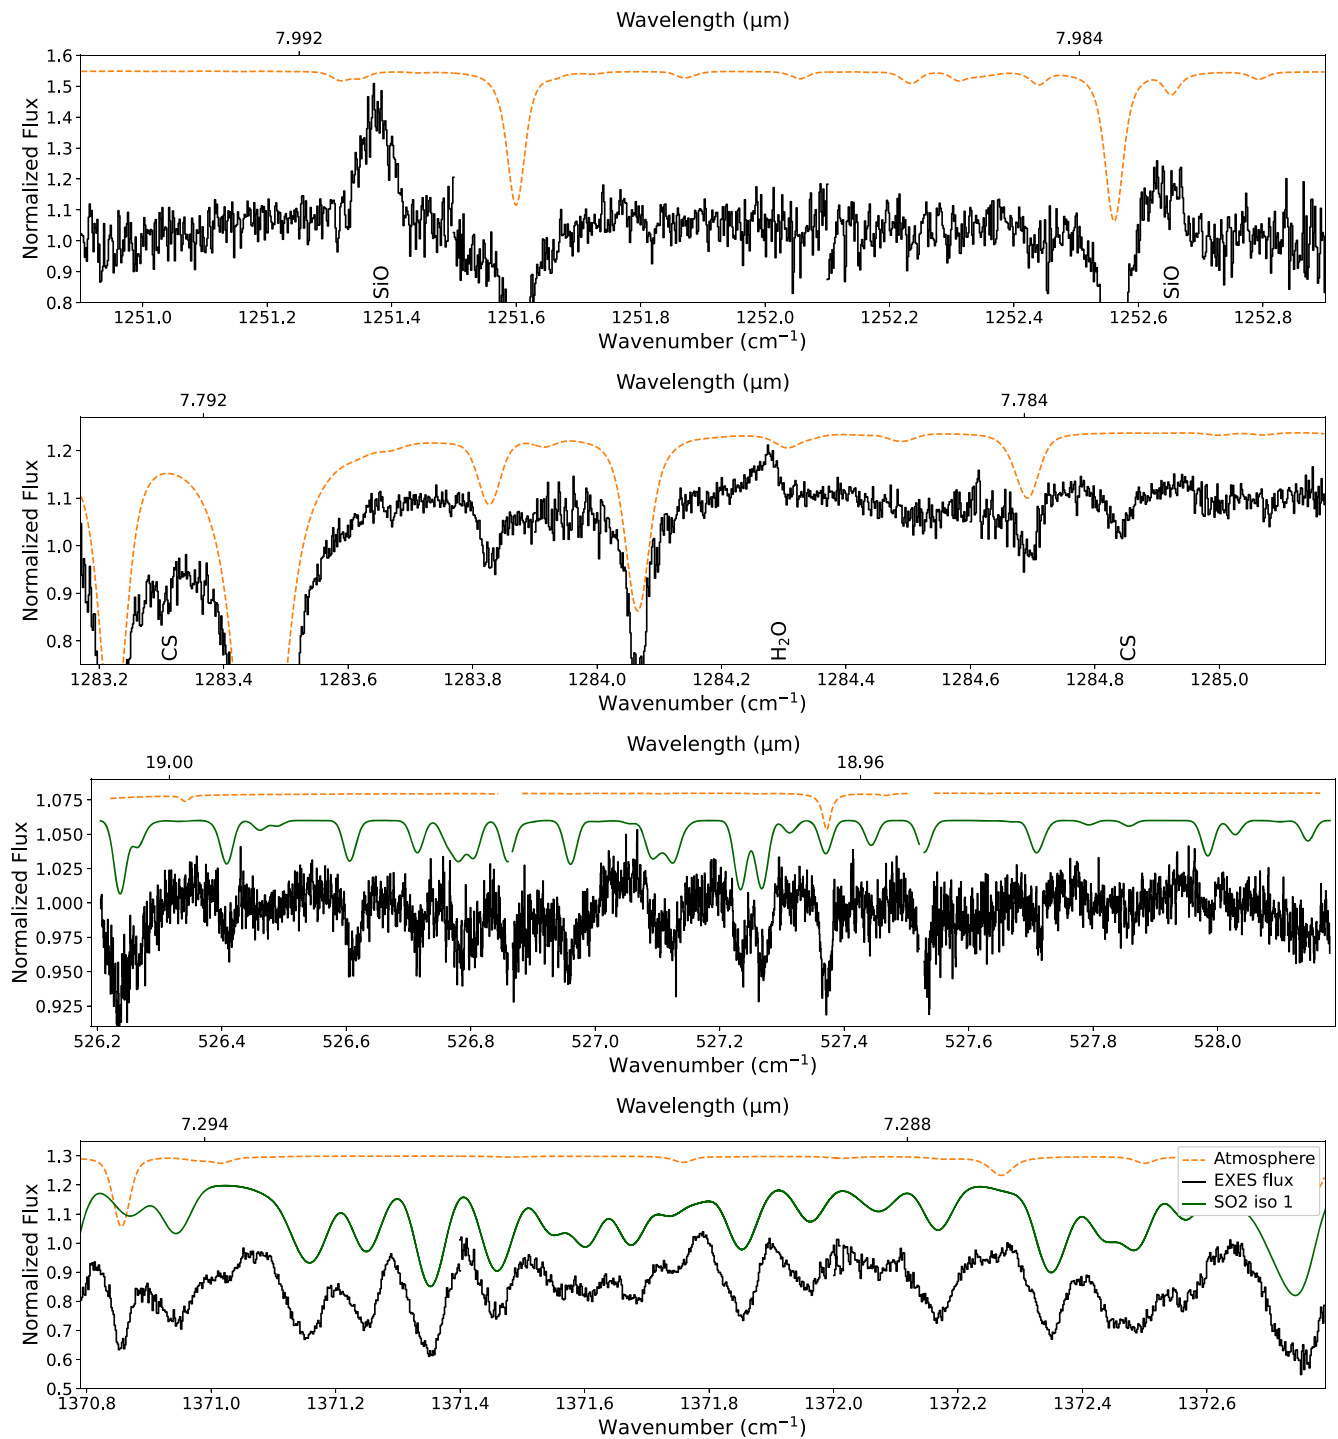 Wavelength (μm)
7.992 7.984
1.6
1.5
1.4
1.3
1.2
1.1
1.0
0.9
0.8
Normalized Flux
SiO SiO
1251.0 1251.2 1251.4 1251.6 1251.8 1252.0 1252.2 1252.4 1252.6 1252.8
Wavenumber (cm⁻¹)
Wavelength (μm)
7.792 7.784
1.2
1.1
1.0
0.9
0.8
Normalized Flux
CS H₂O CS
1283.2 1283.4 1283.6 1283.8 1284.0 1284.2 1284.4 1284.6 1284.8 1285.0
Wavenumber (cm⁻¹)
Wavelength (μm)
19.00 18.96
1.075
1.050
1.025
1.000
0.975
0.950
0.925
Normalized Flux
526.2 526.4 526.6 526.8 527.0 527.2 527.4 527.6 527.8 528.0
Wavenumber (cm⁻¹)
Wavelength (μm)
7.294 7.288
1.3
1.2
1.1
1.0
0.9
0.8
0.7
0.6
0.5
Normalized Flux
Atmosphere
EXES flux
SO2 iso 1
1370.8 1371.0 1371.2 1371.4 1371.6 1371.8 1372.0 1372.2 1372.4 1372.6
Wavenumber (cm⁻¹)